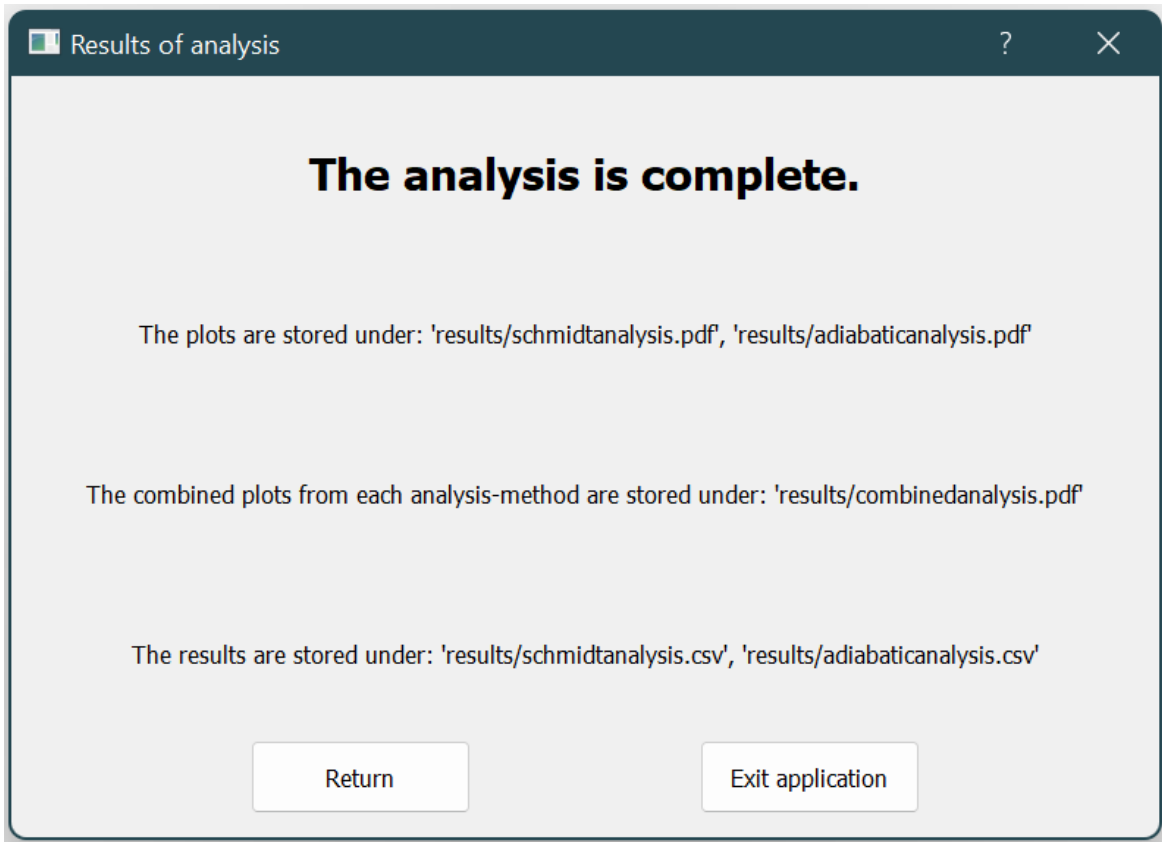 Results of analysis
?
The analysis is complete.
The plots are stored under: 'results/schmidtanalysis.pdf', 'results/adiabaticanalysis.pdf'
The combined plots from each analysis-method are stored under: 'results/combinedanalysis.pdf'
The results are stored under: 'results/schmidtanalysis.csv', 'results/adiabaticanalysis.csv'
Return
Exit application